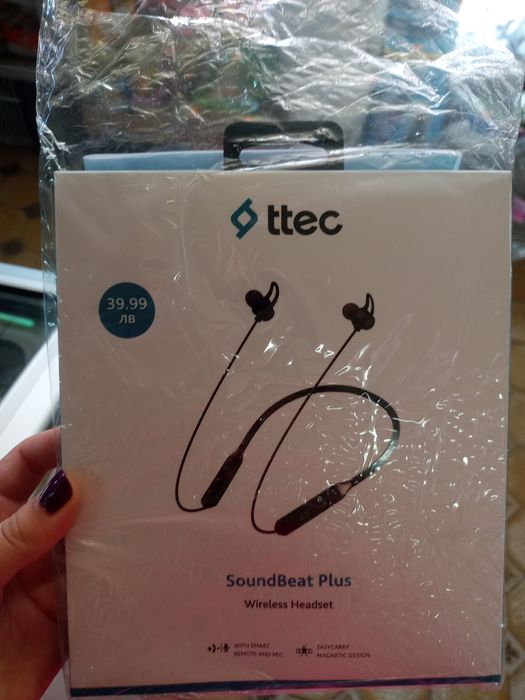 ttec
39.99
ЛВ
SoundBeat Plus
Wireless Headset
WITH SMART
REMOTE AND MIC
EASYCARRY
MAGNETIC DESIGN